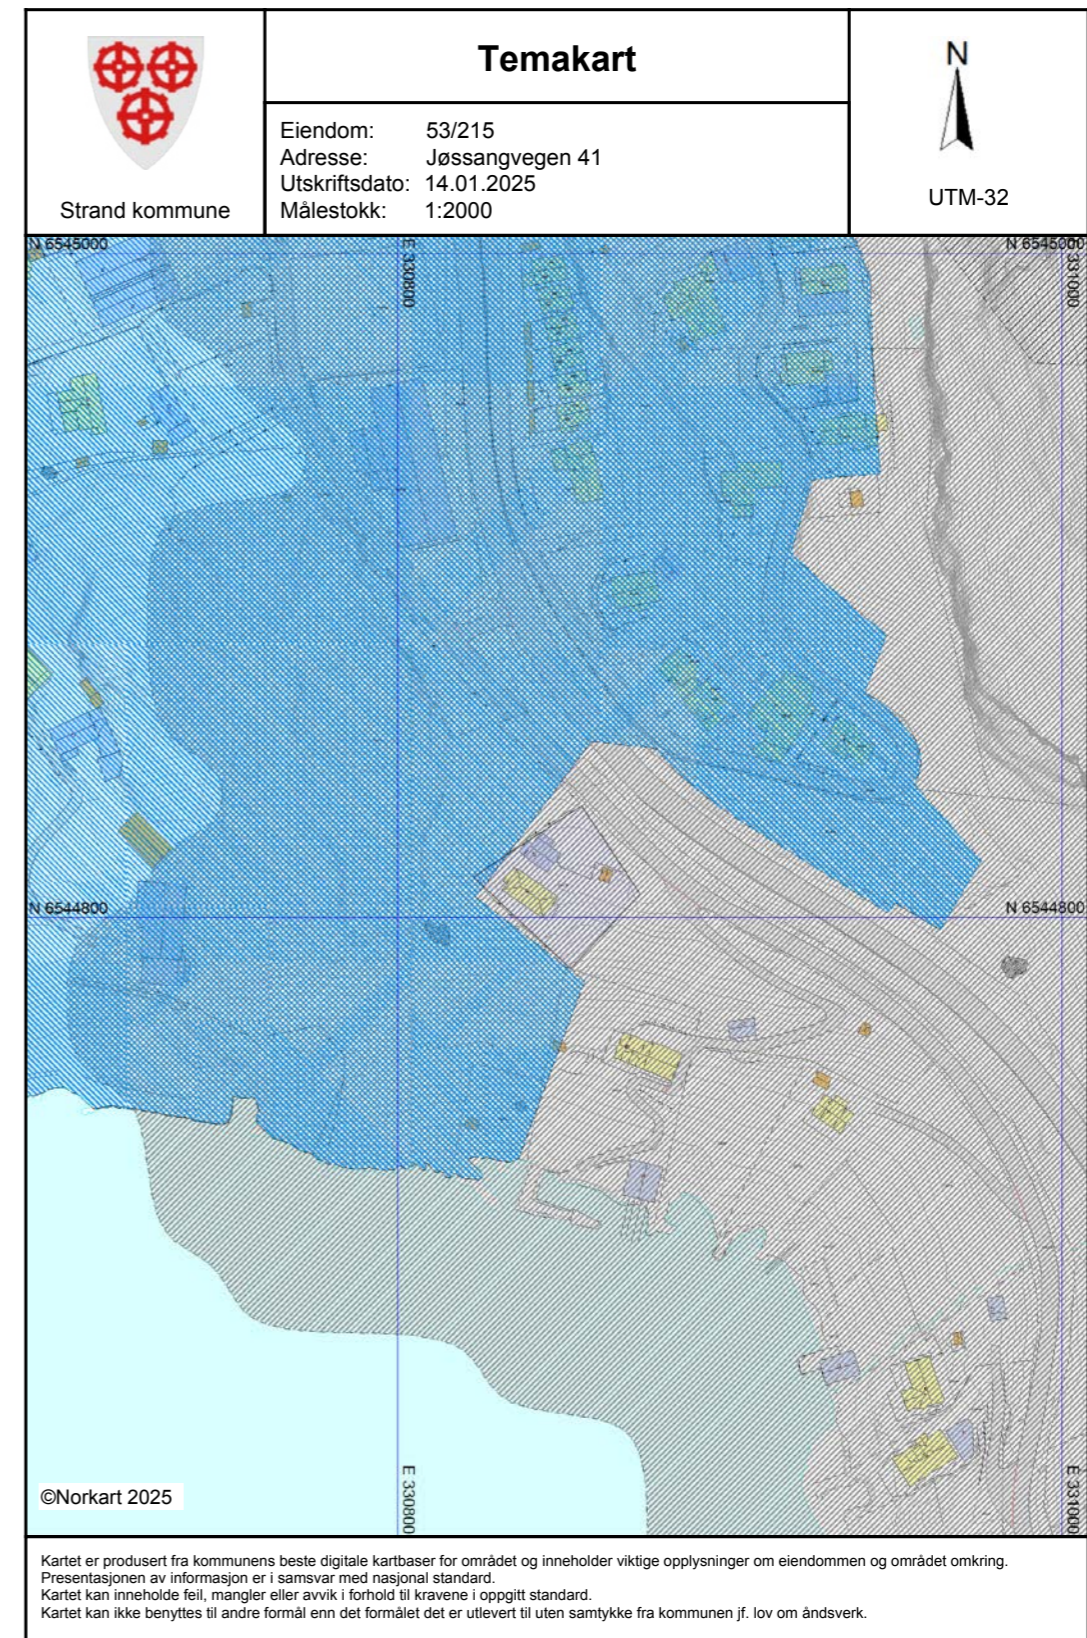 Temakart
Eiendom: 53/215
Adresse: Jøssangvegen 41
Utskriftsdato: 14.01.2025
Målestokk: 1:2000
Strand kommune
N
UTM-32
N 6545000
E 330800
N 6545000
E 331000
N 6544800
N 6544800
E 330800
E 331000
©Norkart 2025
Kartet er produsert fra kommunens beste digitale kartbaser for området og inneholder viktige opplysninger om eiendommen og området omkring.
Presentasjonen av informasjon er i samsvar med nasjonal standard.
Kartet kan inneholde feil, mangler eller avvik i forhold til kravene i oppgitt standard.
Kartet kan ikke benyttes til andre formål enn det formålet det er utlevert til uten samtykke fra kommunen jf. lov om åndsverk.